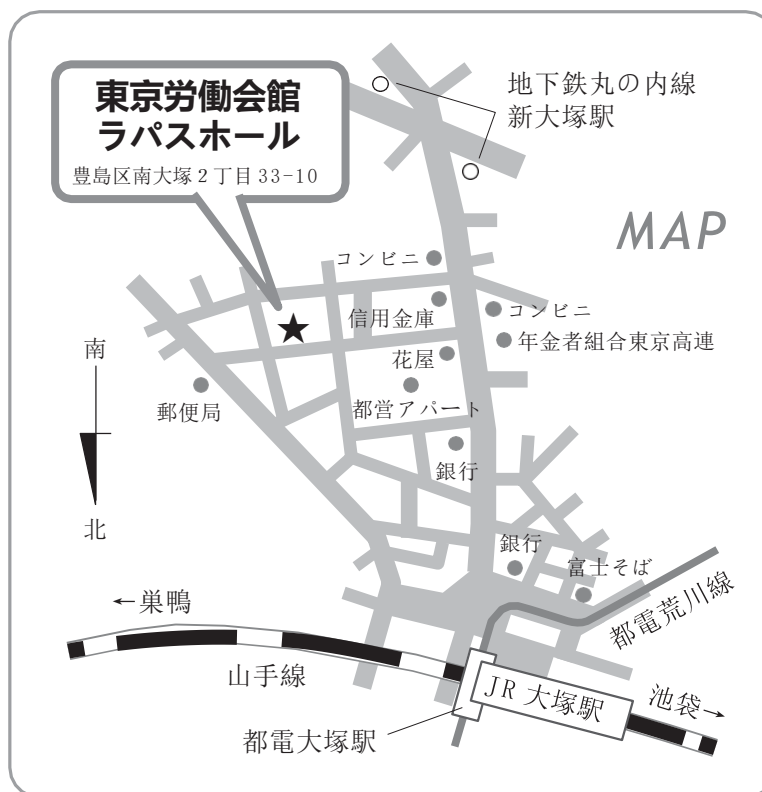 東京労働会館
ラパスホール
豊島区南大塚2丁目33-10
地下鉄丸の内線
新大塚駅
MAP
コンビニ
信用金庫
コンビニ
年金者組合東京高連
花屋
都営アパート
郵便局
南
北
銀行
銀行
富士そば
都電荒川線
←巣鴨
山手線
JR大塚駅
池袋→
都電大塚駅